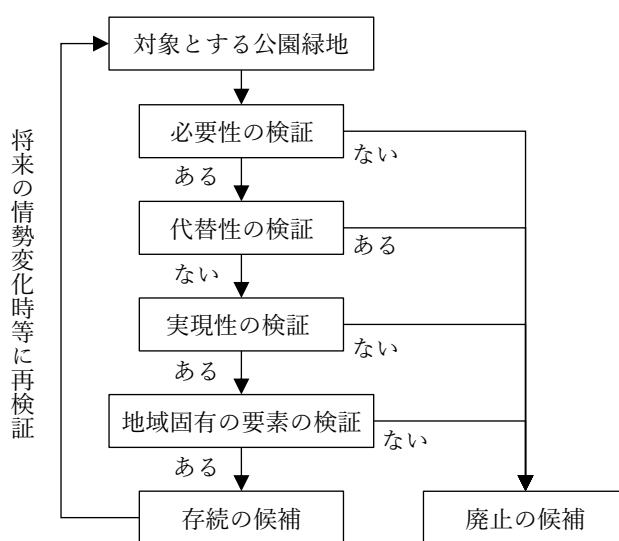 対象とする公園緑地
必要性の検証
ない
ある
代替性の検証
ある
ない
実現性の検証
ない
ある
地域固有の要素の検証
ない
ある
存続の候補
廃止の候補
将来の情勢変化時等に再検証